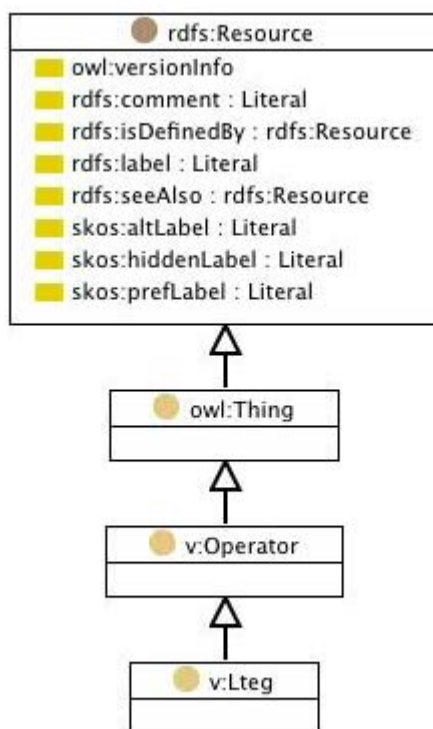 rdfs:Resource
owl:versionInfo
rdfs:comment : Literal
rdfs:isDefinedBy : rdfs:Resource
rdfs:label : Literal
rdfs:seeAlso : rdfs:Resource
skos:altLabel : Literal
skos:hiddenLabel : Literal
skos:prefLabel : Literal
owl:Thing
v:Operator
v:Lteg